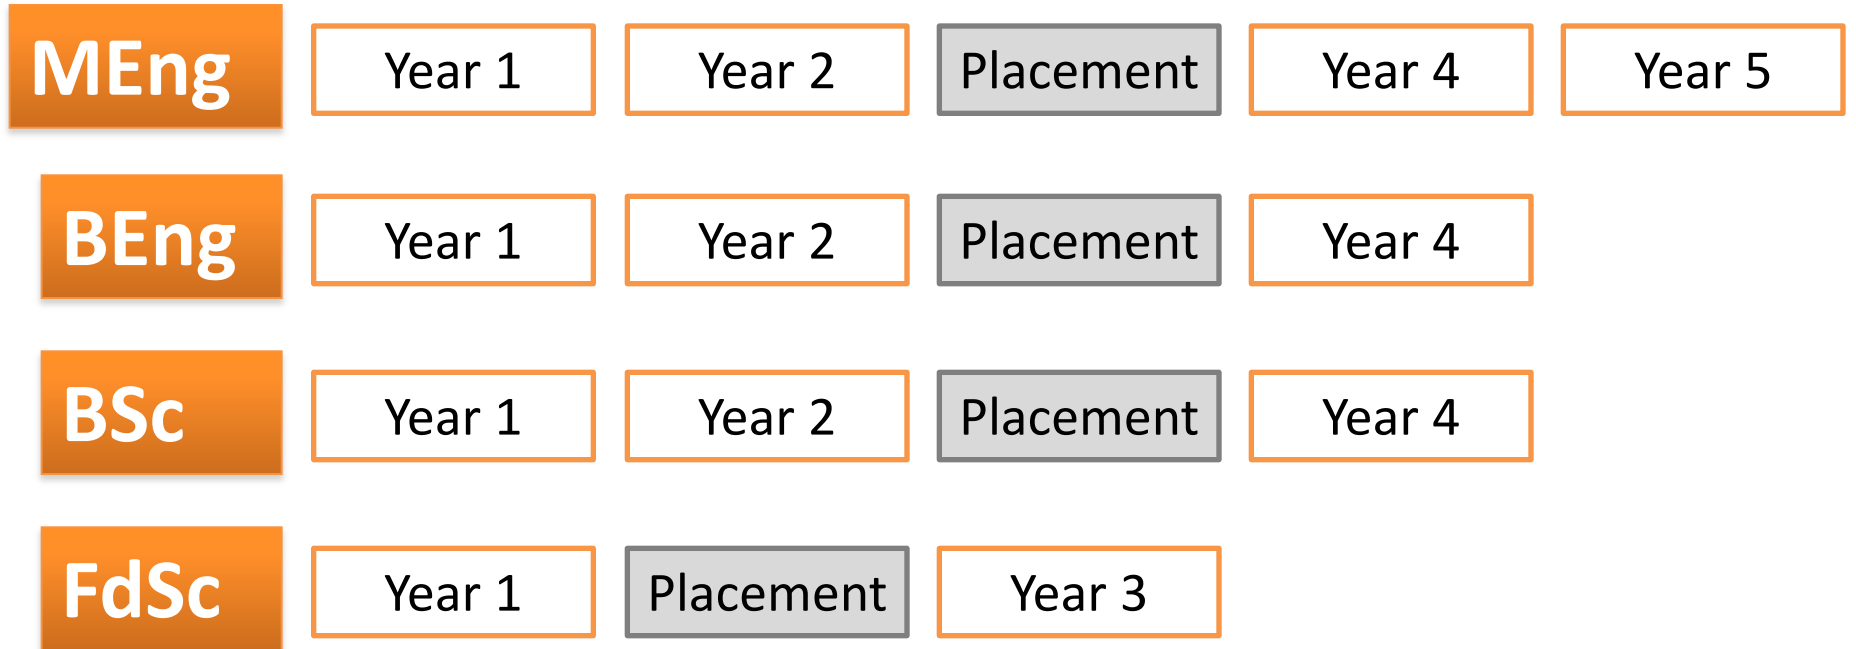 MEng Year 1 Year 2 Placement Year 4 Year 5
BEng Year 1 Year 2 Placement Year 4
BSc Year 1 Year 2 Placement Year 4
FdSc Year 1 Placement Year 3